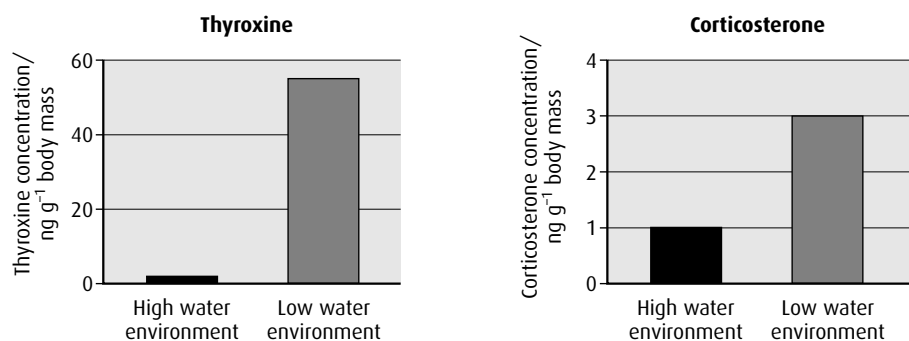 Thyroxine
Thyroxine concentration/
ng g⁻¹ body mass
60
40
20
0
High water
environment
Low water
environment
Corticosterone
Corticosterone concentration/
ng g⁻¹ body mass
4
3
2
1
0
High water
environment
Low water
environment